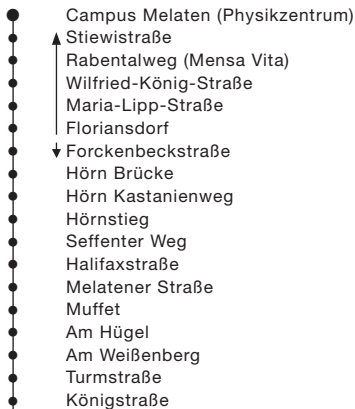 Campus Melaten (Physikzentrum)
Stiewistraße
Rabentalweg (Mensa Vita)
Wilfried-König-Straße
Maria-Lipp-Straße
Floriansdorf
Forckenbeckstraße
Hörn Brücke
Hörn Kastanienweg
Hörnstieg
Seffenter Weg
Halifaxstraße
Melatener Straße
Muffet
Am Hügel
Am Weißenberg
Turmstraße
Königstraße